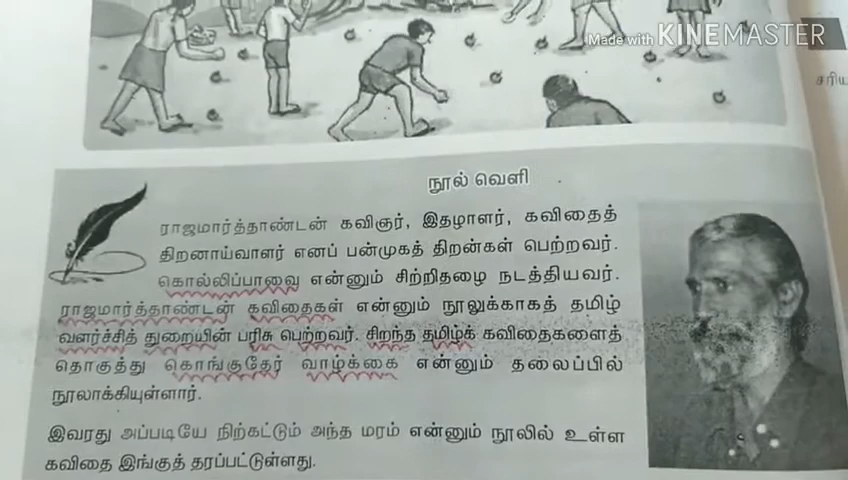 Made with KINEMASTER
சரிய
நூல் வெளி
ராஜமார்த்தாண்டன் கவிஞர், இதழாளர், கவிதைத்
திறனாய்வாளர் எனப் பன்முகத் திறன்கள் பெற்றவர்.
கொல்லிப்பாவை என்னும் சிற்றிதழை நடத்தியவர்.
ராஜமார்த்தாண்டன் கவிதைகள் என்னும் நூலுக்காகத் தமிழ்
வளர்ச்சித் துறையின் பரிசு பெற்றவர். சிறந்த தமிழ்க் கவிதைகளைத்
தொகுத்து கொங்குதேர் வாழ்க்கை என்னும் தலைப்பில்
நூலாக்கியுள்ளார்.
இவரது அப்படியே நிற்கட்டும் அந்த மரம் என்னும் நூலில் உள்ள
கவிதை இங்குத் தரப்பட்டுள்ளது.